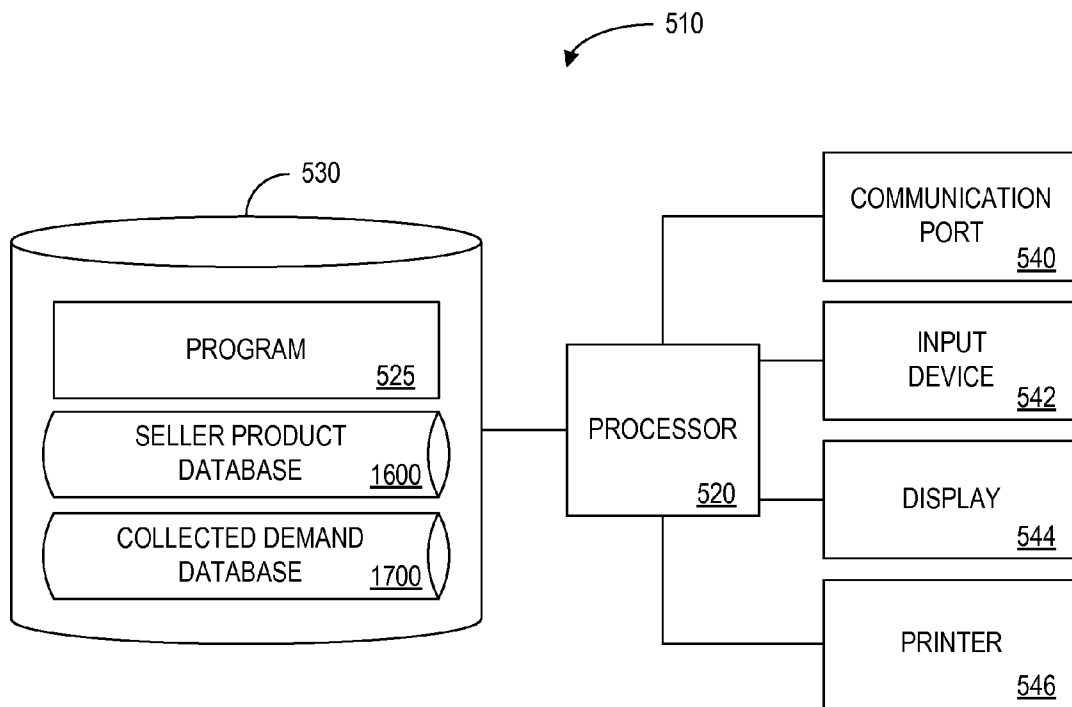 510
530
PROGRAM
525
SELLER PRODUCT
DATABASE
1600
COLLECTED DEMAND
DATABASE
1700
PROCESSOR
520
COMMUNICATION
PORT
540
INPUT
DEVICE
542
DISPLAY
544
PRINTER
546